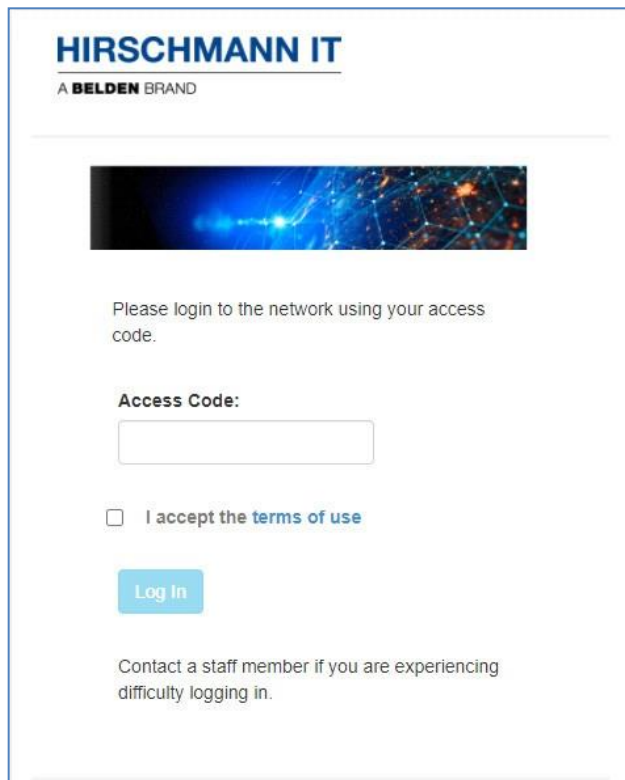 HIRSCHMANN IT
A BELDEN BRAND
Please login to the network using your access
code.
Access Code:
I accept the terms of use
Log In
Contact a staff member if you are experiencing
difficulty logging in.